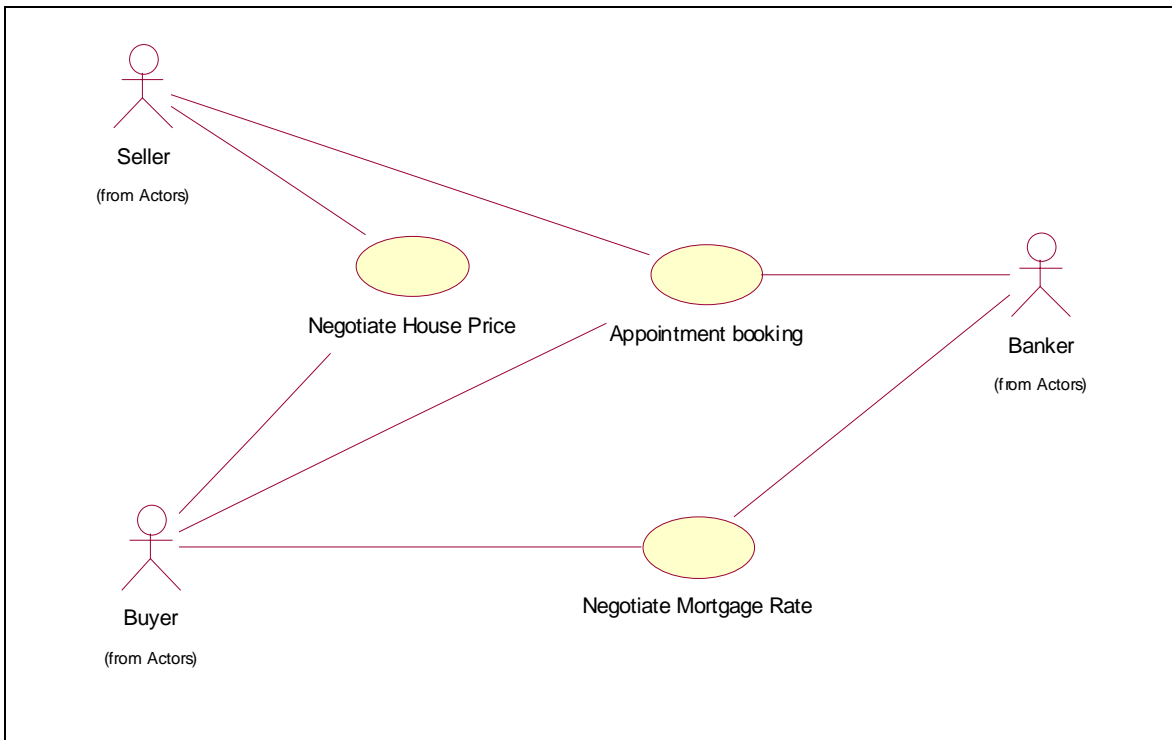 Seller
(from Actors)
Negotiate House Price
Appointment booking
Banker
(from Actors)
Negotiate Mortgage Rate
Buyer
(from Actors)